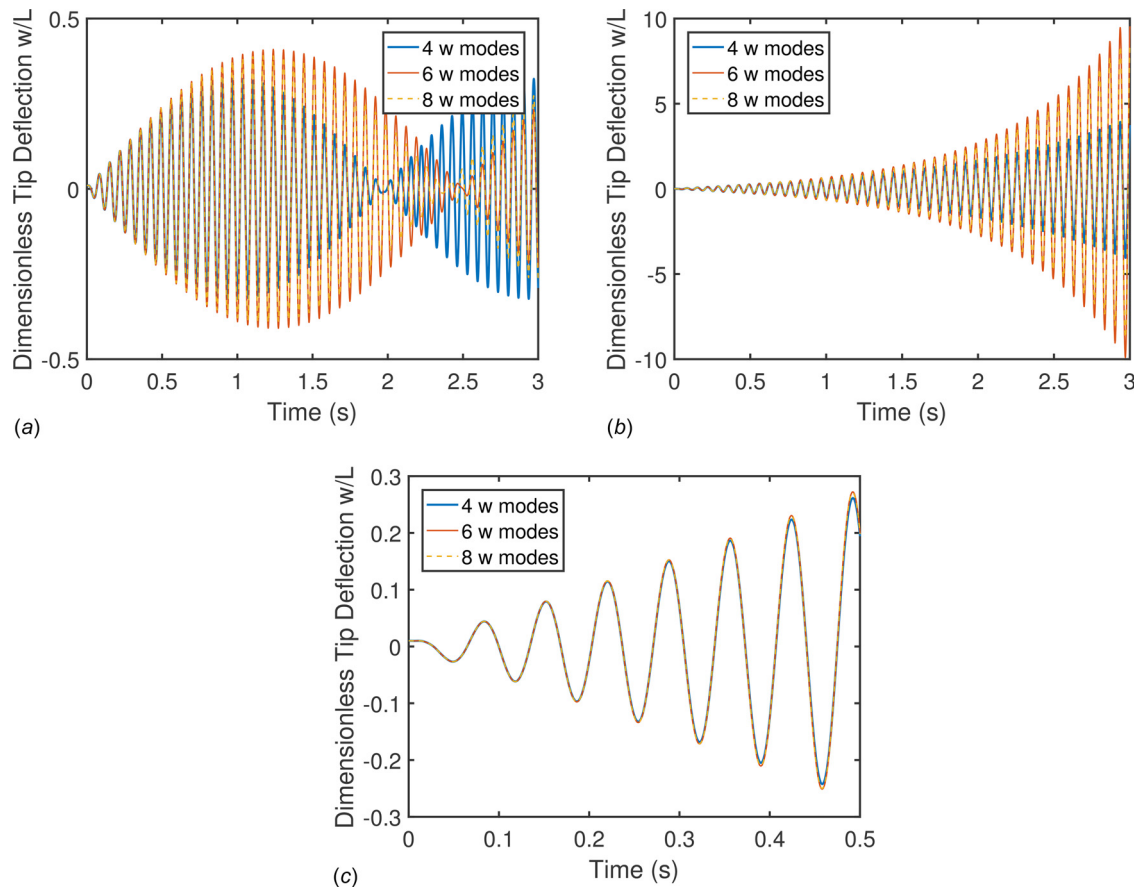 Dimensionless Tip Deflection w/L
0.5
0
-0.5
4 w modes
6 w modes
8 w modes
0 0.5 1 1.5 2 2.5 3
Time (s)
(a)
Dimensionless Tip Deflection w/L
10
5
0
-5
-10
4 w modes
6 w modes
8 w modes
0 0.5 1 1.5 2 2.5 3
Time (s)
(b)
Dimensionless Tip Deflection w/L
0.3
0.2
0.1
0
-0.1
-0.2
-0.3
4 w modes
6 w modes
8 w modes
0 0.1 0.2 0.3 0.4 0.5
Time (s)
(c)